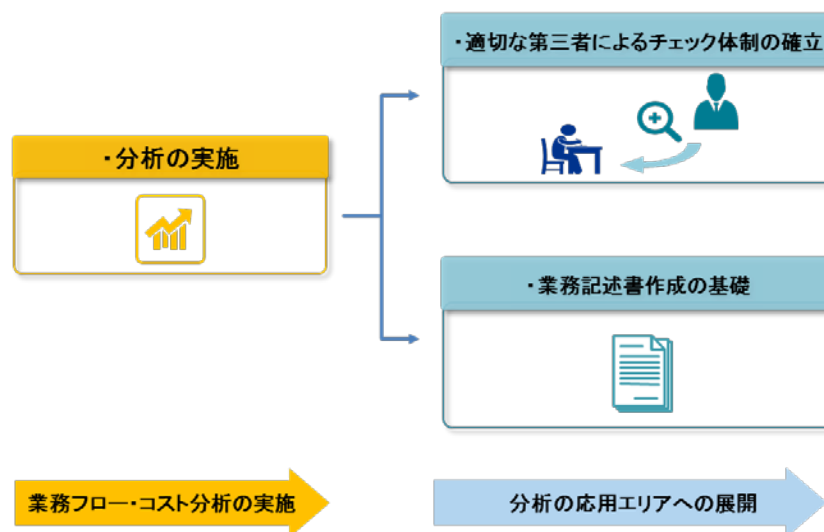 ・適切な第三者によるチェック体制の確立
・分析の実施
・業務記述書作成の基礎
業務フロー・コスト分析の実施
分析の応用エリアへの展開